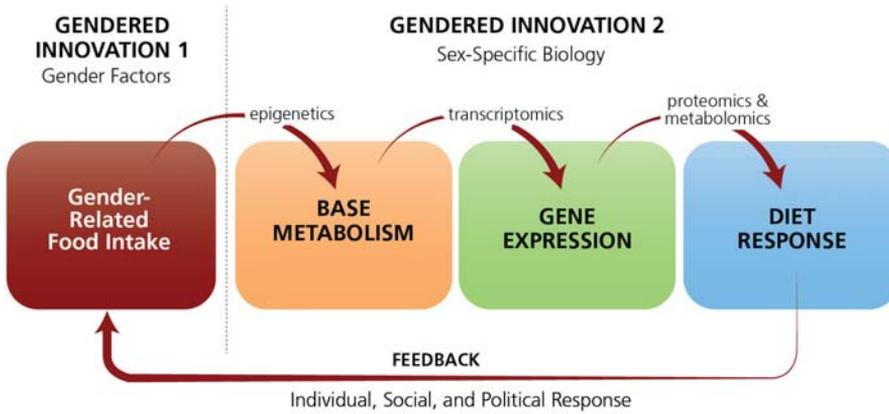 GENDERED
INNOVATION 1
Gender Factors
GENDERED INNOVATION 2
Sex-Specific Biology
epigenetics
transcriptomics
proteomics &
metabolomics
Gender-
Related
Food Intake
BASE
METABOLISM
GENE
EXPRESSION
DIET
RESPONSE
FEEDBACK
Individual, Social, and Political Response